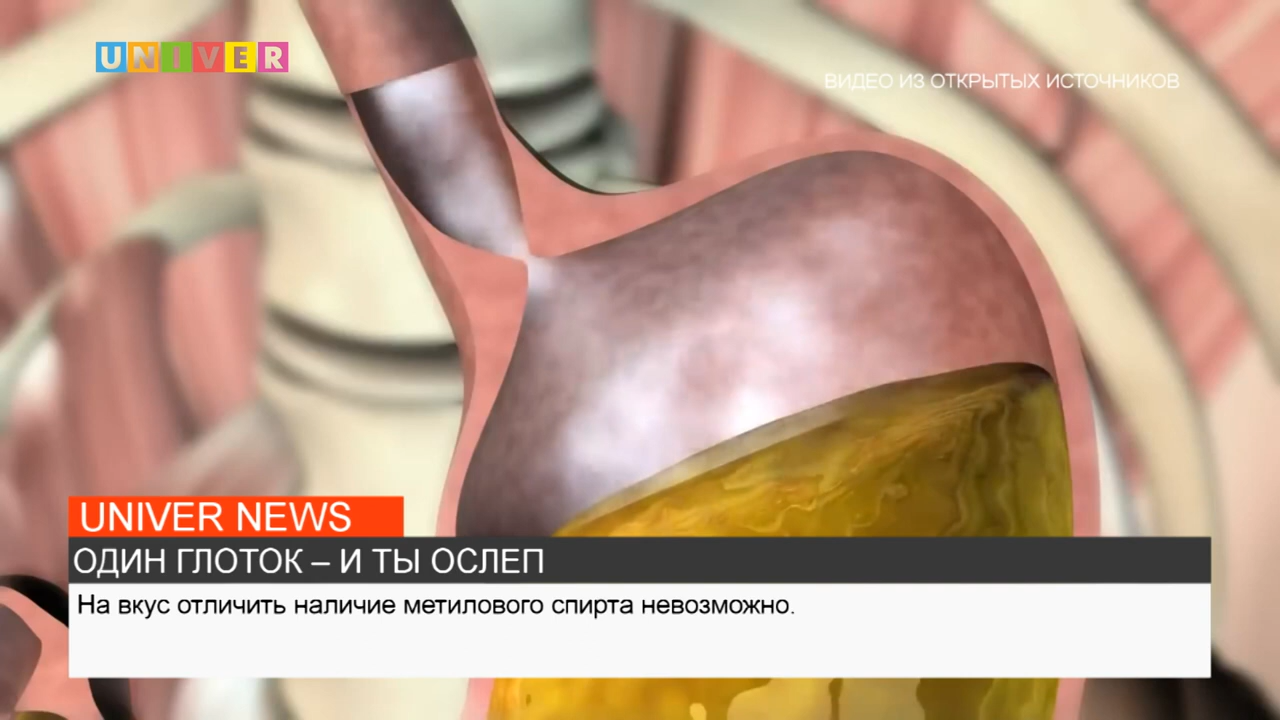 UNIVER
ВИДЕО ИЗ ОТКРЫТЫХ ИСТОЧНИКОВ
UNIVER NEWS
ОДИН ГЛОТОК – И ТЫ ОСЛЕП
На вкус отличить наличие метилового спирта невозможно.